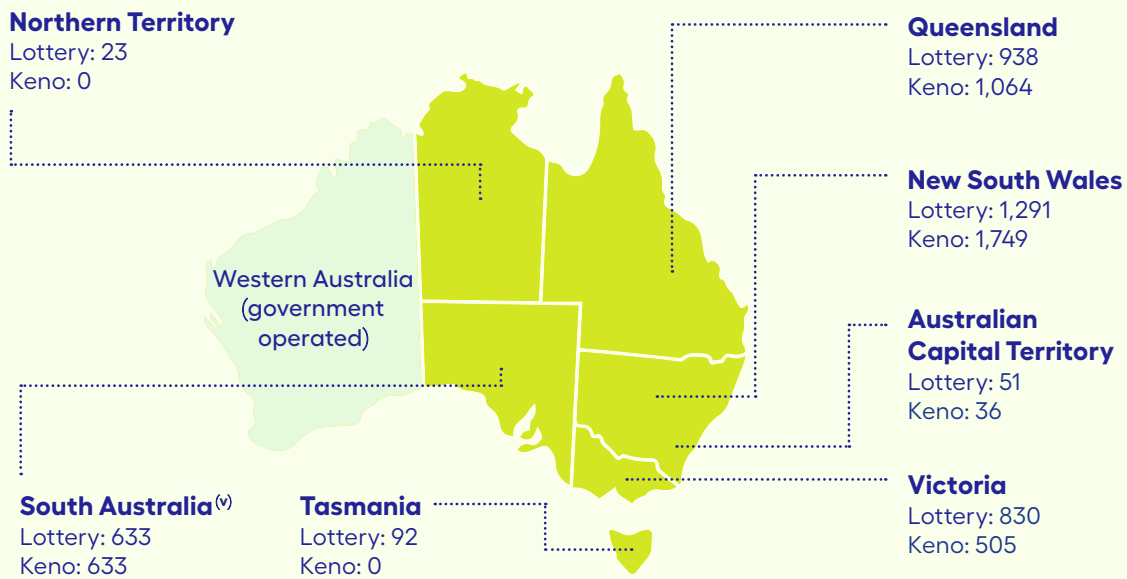 Northern Territory
Lottery: 23
Keno: 0
Queensland
Lottery: 938
Keno: 1,064
New South Wales
Lottery: 1,291
Keno: 1,749
Western Australia
(government
operated)
Australian
Capital Territory
Lottery: 51
Keno: 36
South Australia(v)
Lottery: 633
Keno: 633
Tasmania
Lottery: 92
Keno: 0
Victoria
Lottery: 830
Keno: 505